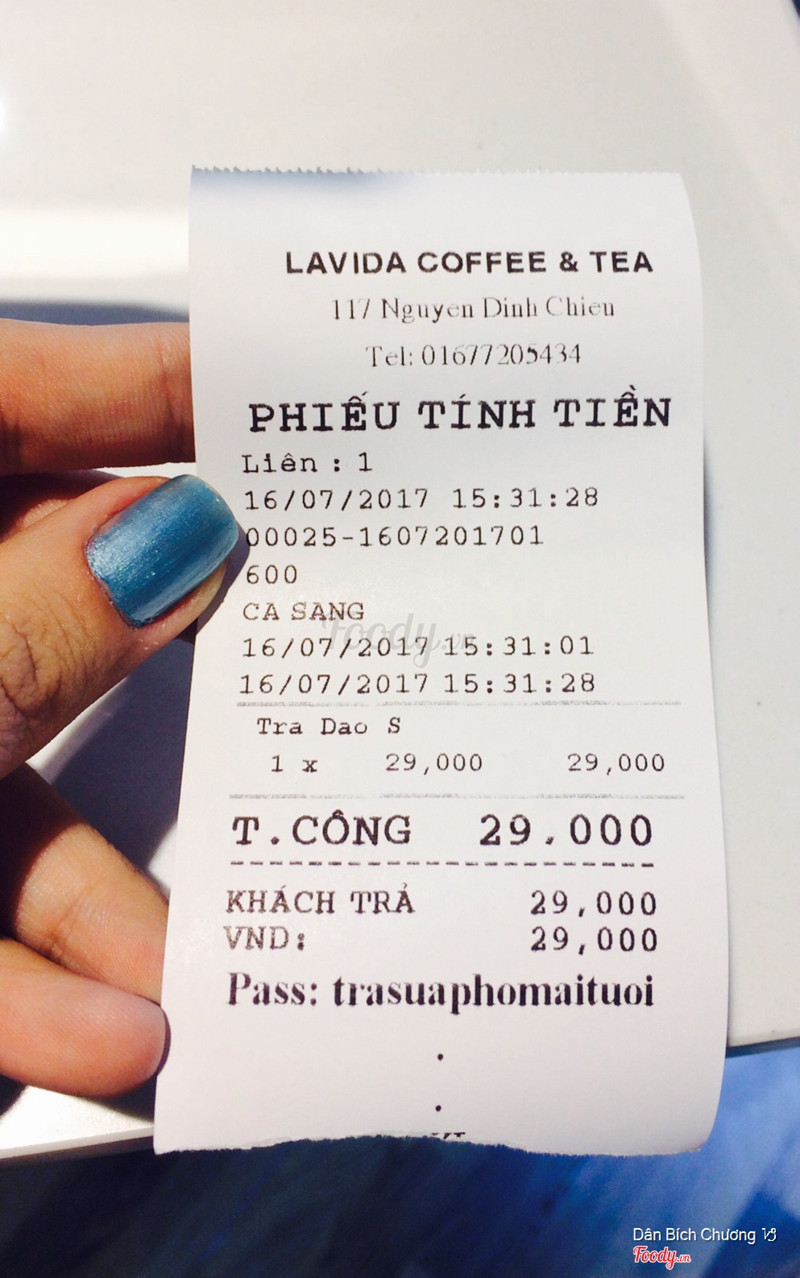 LAVIDA COFFEE & TEA
117 Nguyen Dinh Chieu
Tel: 01677205434
PHIẾU TÍNH TIỀN
Liên : 1
16/07/2017 15:31:28
00025-1607201701
600
CA SANG
16/07/2017 15:31:01
16/07/2017 15:31:28
Tra Dao S
1 x 29,000 29,000
T.CÔNG 29.000
KHÁCH TRẢ 29,000
VND: 29,000
Pass: trasuaphomaituoi
.
.
Foody.vn
Dân Bích Chương
Foody.vn